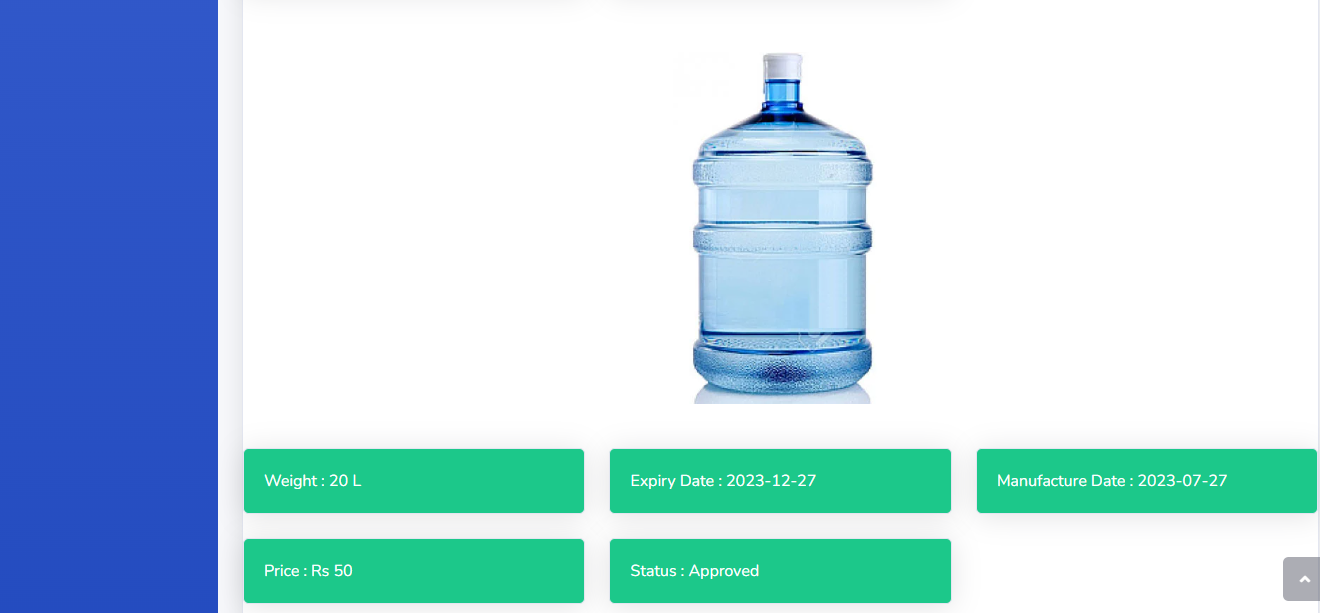 Weight : 20 L
Expiry Date : 2023-12-27
Manufacture Date : 2023-07-27
Price : Rs 50
Status : Approved